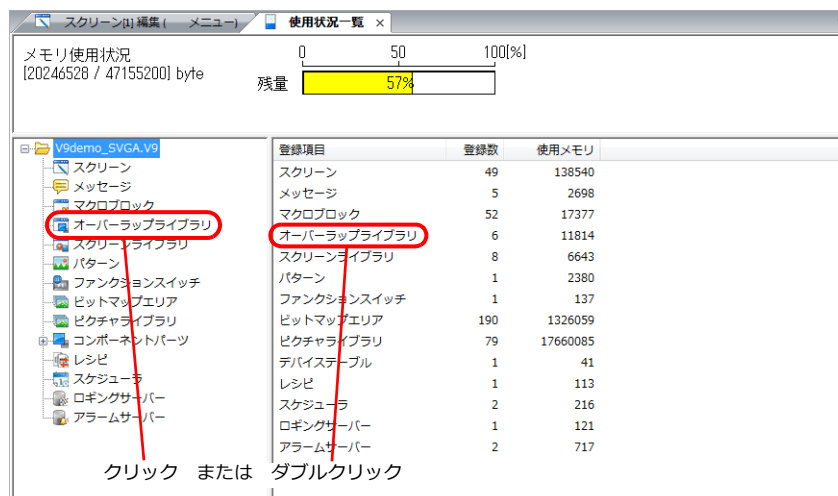 スクリーン[1] 編集 ( メニュー) 使用状況一覧 ×
メモリ使用状況
[20246528 / 47155200] byte
0 50 100[%]
残量 57%
V9demo_SVGA.V9
スクリーン
メッセージ
マクロブロック
オーバーラップライブラリ
スクリーンライブラリ
パターン
ファンクションスイッチ
ビットマップエリア
ピクチャライブラリ
コンポーネントパーツ
レシピ
スケジューラ
ロギングサーバー
アラームサーバー
登録項目 登録数 使用メモリ
スクリーン 49 138540
メッセージ 5 2698
マクロブロック 52 17377
オーバーラップライブラリ 6 11814
スクリーンライブラリ 8 6643
パターン 1 2380
ファンクションスイッチ 1 137
ビットマップエリア 190 1326059
ピクチャライブラリ 79 17660085
デバイステーブル 1 41
レシピ 1 113
スケジューラ 2 216
ロギングサーバー 1 121
アラームサーバー 2 717
クリック または ダブルクリック